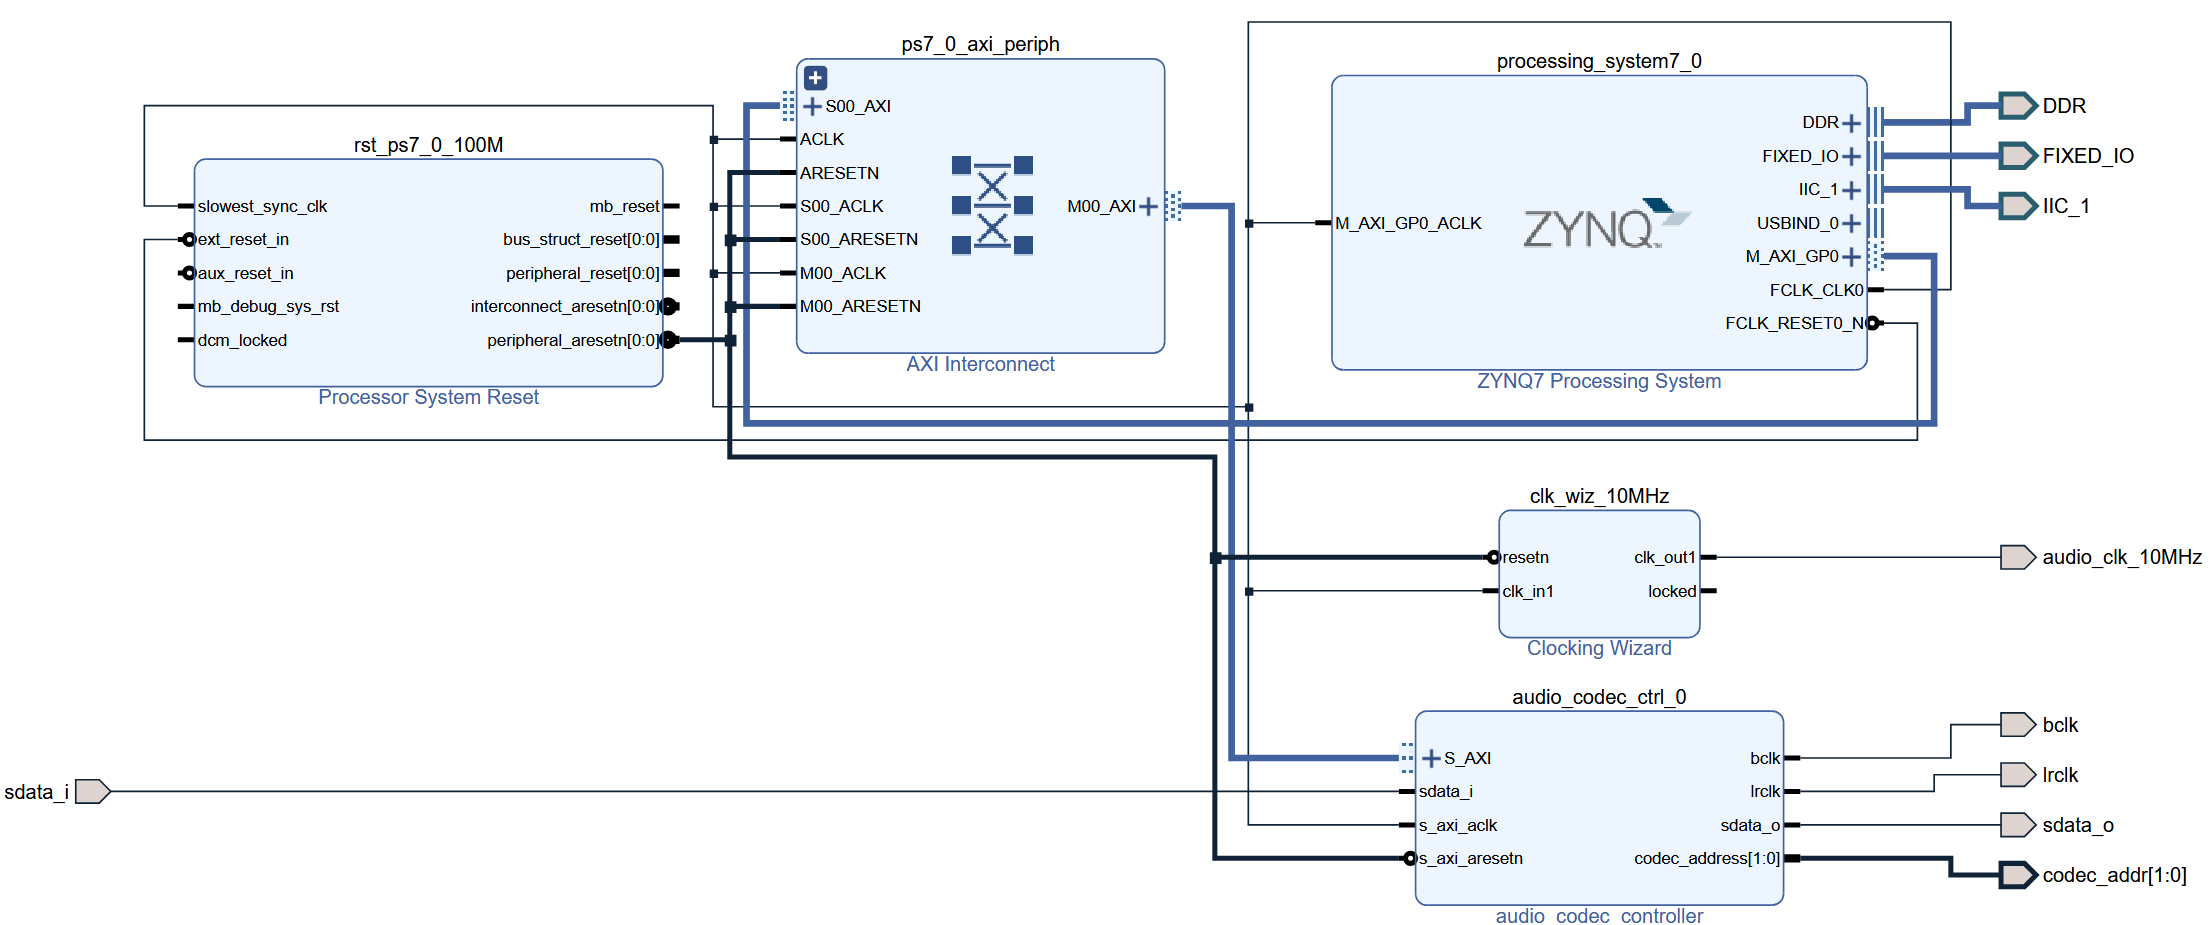 rst_ps7_0_100M
slowest_sync_clk
ext_reset_in
aux_reset_in
mb_debug_sys_rst
dcm_locked
mb_reset
bus_struct_reset[0:0]
peripheral_reset[0:0]
interconnect_aresetn[0:0]
peripheral_aresetn[0:0]
Processor System Reset
ps7_0_axi_periph
S00_AXI
ACLK
ARESETN
S00_ACLK
S00_ARESETN
M00_ACLK
M00_ARESETN
M00_AXI
AXI Interconnect
processing_system7_0
M_AXI_GP0_ACLK
ZYNQ
DDR
FIXED_IO
IIC_1
USBIND_0
M_AXI_GP0
FCLK_CLK0
FCLK_RESET0_N
ZYNQ7 Processing System
DDR
FIXED_IO
IIC_1
clk_wiz_10MHz
resetn
clk_in1
clk_out1
locked
Clocking Wizard
audio_clk_10MHz
sdata_i
audio_codec_ctrl_0
S_AXI
sdata_i
s_axi_aclk
s_axi_aresetn
bclk
lrclk
sdata_o
codec_address[1:0]
audio_codec_controller
bclk
lrclk
sdata_o
codec_addr[1:0]